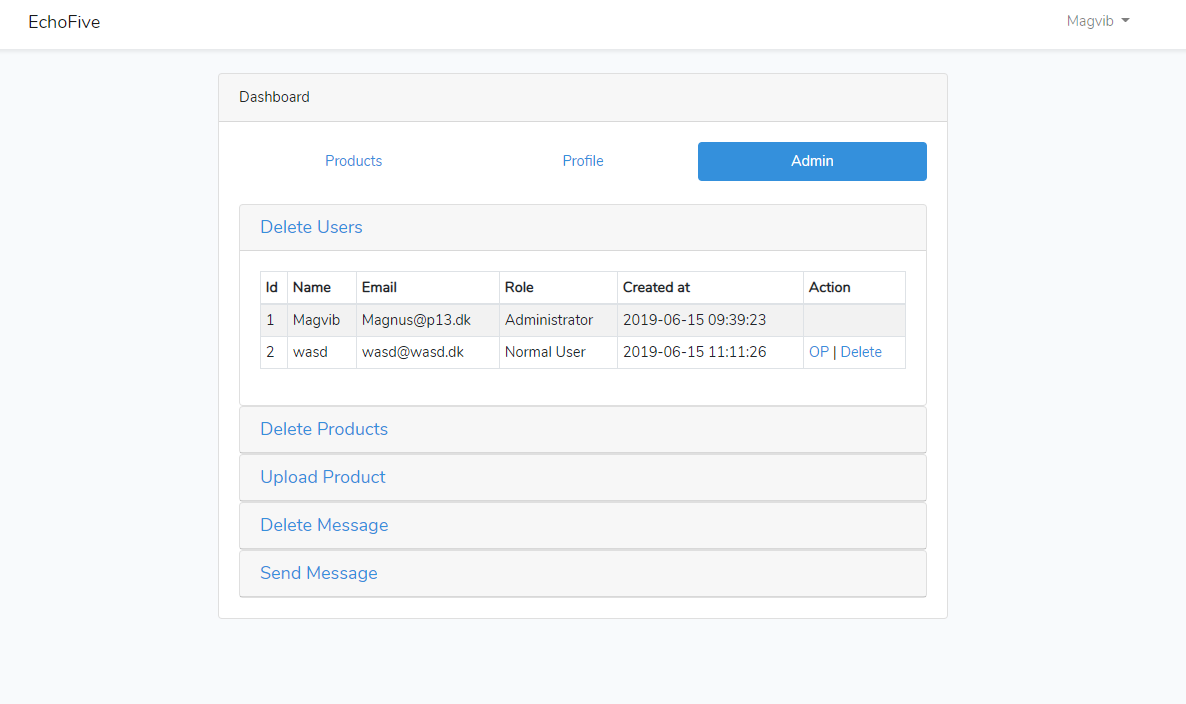 EchoFive Magvib
Dashboard
Products Profile Admin
Delete Users
Id Name Email Role Created at Action
1 Magvib Magnus@p13.dk Administrator 2019-06-15 09:39:23
2 wasd wasd@wasd.dk Normal User 2019-06-15 11:11:26 OP | Delete
Delete Products
Upload Product
Delete Message
Send Message